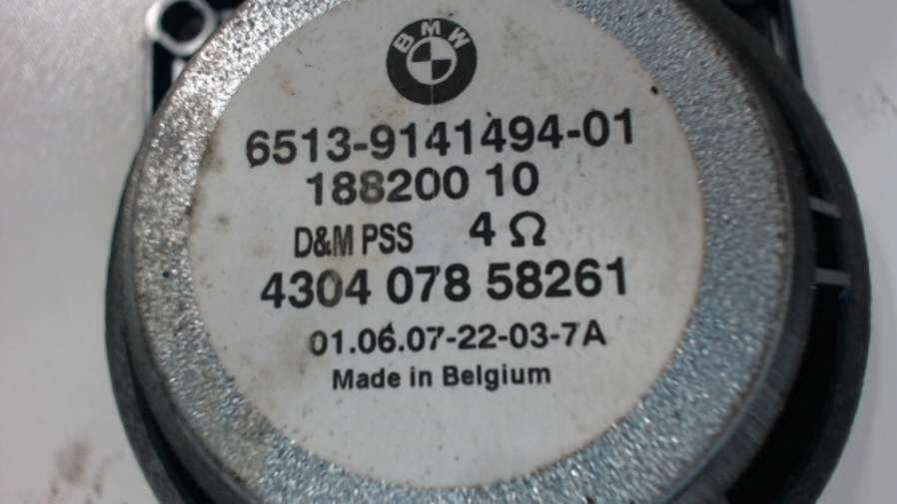 BMW
6513-9141494-01
188200 10
D&M PSS 4 Ω
4304 078 58261
01.06.07-22-03-7A
Made in Belgium